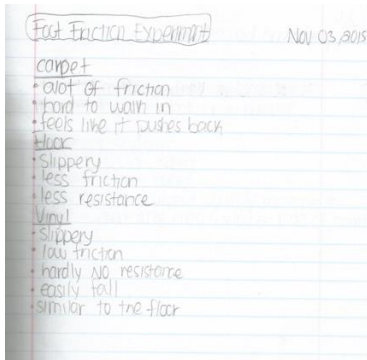 Foot Friction Experiment
Nov 03, 2015
carpet
• alot of friction
• hard to walk in
• feels like it pushes back
Floor
• Slippery
• less friction
• less resistance
Vinyl
• slippery
• low friction
• hardly NO resistance
• easily fall
• similar to the floor